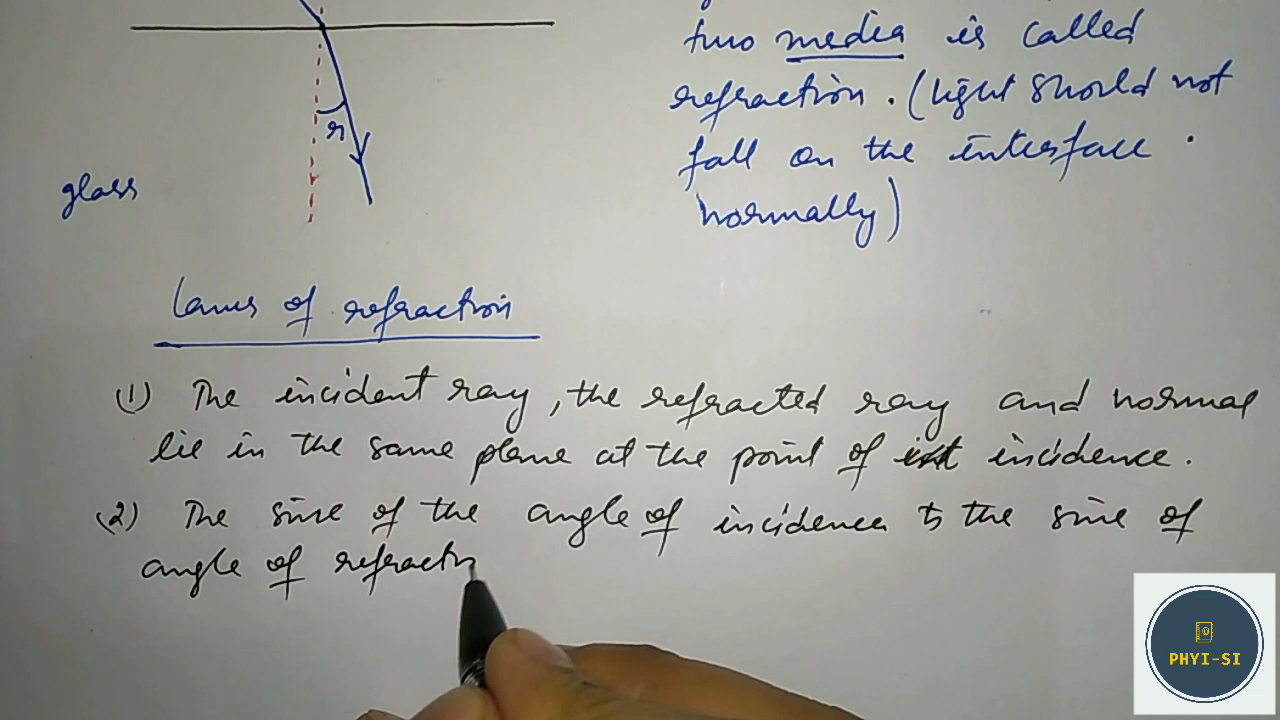 two media is called
refraction. (light should not
fall on the interface
normally)
r
glass
Laws of refraction
(1) The incident ray, the refracted ray and normal
lie in the same plane at the point of incidence.
(2) The sine of the angle of incidence to the sine of
angle of refracti
PHYI-SI